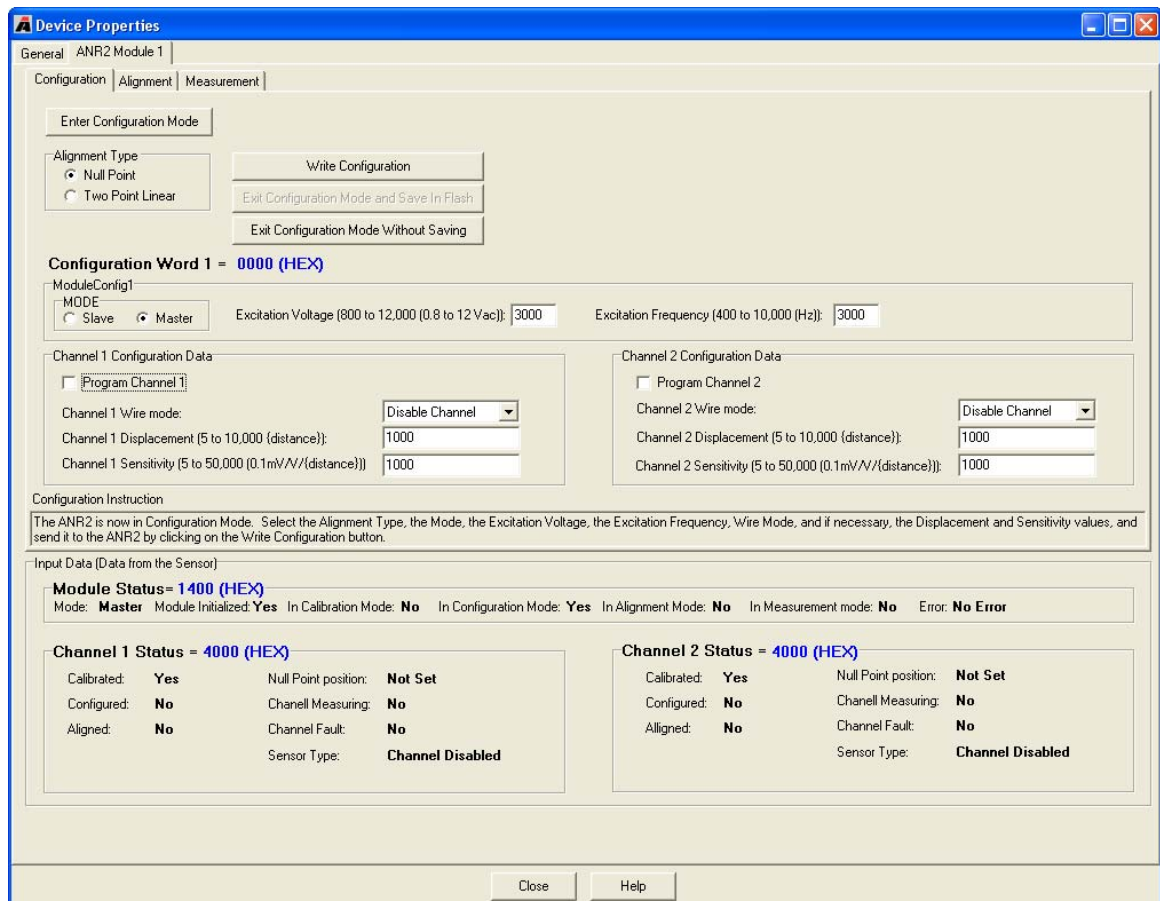 Device Properties
General ANR2 Module 1
Configuration Alignment Measurement
Enter Configuration Mode
Alignment Type
Null Point
Two Point Linear
Write Configuration
Exit Configuration Mode and Save In Flash
Exit Configuration Mode Without Saving
Configuration Word 1 = 0000 (HEX)
ModuleConfig1
MODE
Slave Master
Excitation Voltage (800 to 12,000 (0.8 to 12 Vac)): 3000
Excitation Frequency (400 to 10,000 (Hz)): 3000
Channel 1 Configuration Data
Program Channel 1
Channel 1 Wire mode: Disable Channel
Channel 1 Displacement (5 to 10,000 {distance}): 1000
Channel 1 Sensitivity (5 to 50,000 (0.1mV/V/{distance})) 1000
Channel 2 Configuration Data
Program Channel 2
Channel 2 Wire mode: Disable Channel
Channel 2 Displacement (5 to 10,000 {distance}): 1000
Channel 2 Sensitivity (5 to 50,000 (0.1mV/V/{distance})): 1000
Configuration Instruction
The ANR2 is now in Configuration Mode. Select the Alignment Type, the Mode, the Excitation Voltage, the Excitation Frequency, Wire Mode, and if necessary, the Displacement and Sensitivity values, and
send it to the ANR2 by clicking on the Write Configuration button.
Input Data (Data from the Sensor)
Module Status= 1400 (HEX)
Mode: Master Module Initialized: Yes In Calibration Mode: No In Configuration Mode: Yes In Alignment Mode: No In Measurement mode: No Error: No Error
Channel 1 Status = 4000 (HEX)
Calibrated: Yes Null Point position: Not Set
Configured: No Chanell Measuring: No
Aligned: No Channel Fault: No
Sensor Type: Channel Disabled
Channel 2 Status = 4000 (HEX)
Calibrated: Yes Null Point position: Not Set
Configured: No Chanell Measuring: No
Alligned: No Channel Fault: No
Sensor Type: Channel Disabled
Close Help